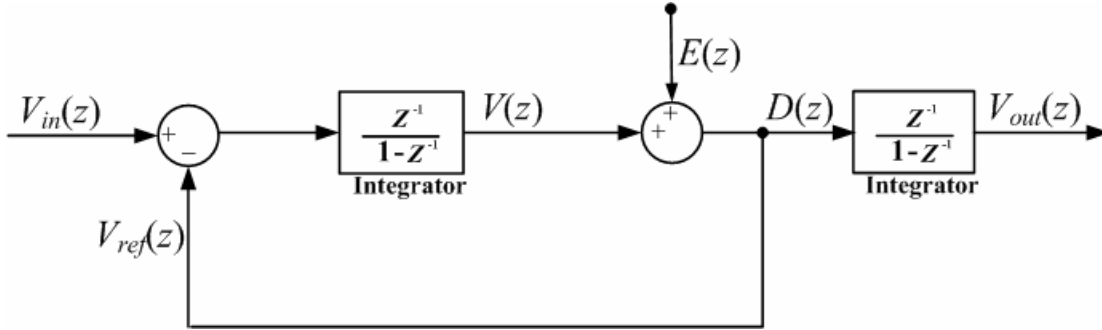 V_in(z)
+
−
V_ref(z)
Z⁻¹
1-Z⁻¹
Integrator
V(z)
E(z)
+
+
D(z)
Z⁻¹
1-Z⁻¹
Integrator
V_out(z)